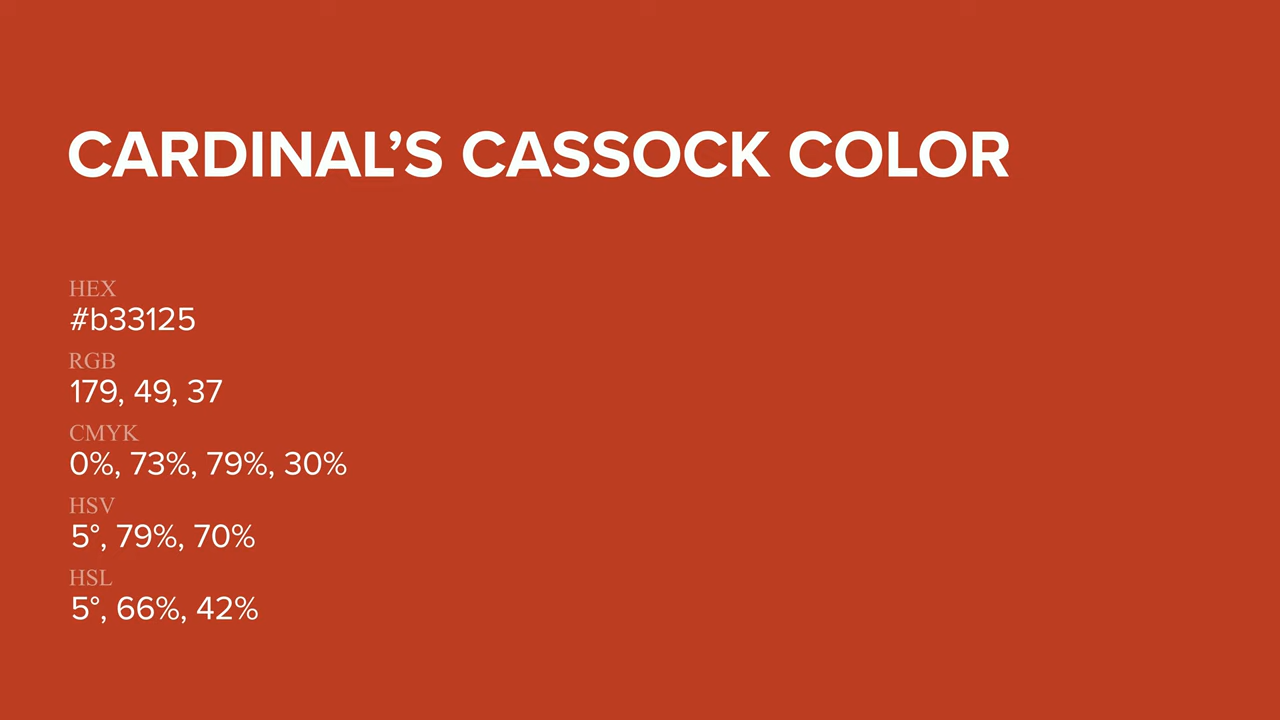 CARDINAL’S CASSOCK COLOR
HEX
#b33125
RGB
179, 49, 37
CMYK
0%, 73%, 79%, 30%
HSV
5°, 79%, 70%
HSL
5°, 66%, 42%